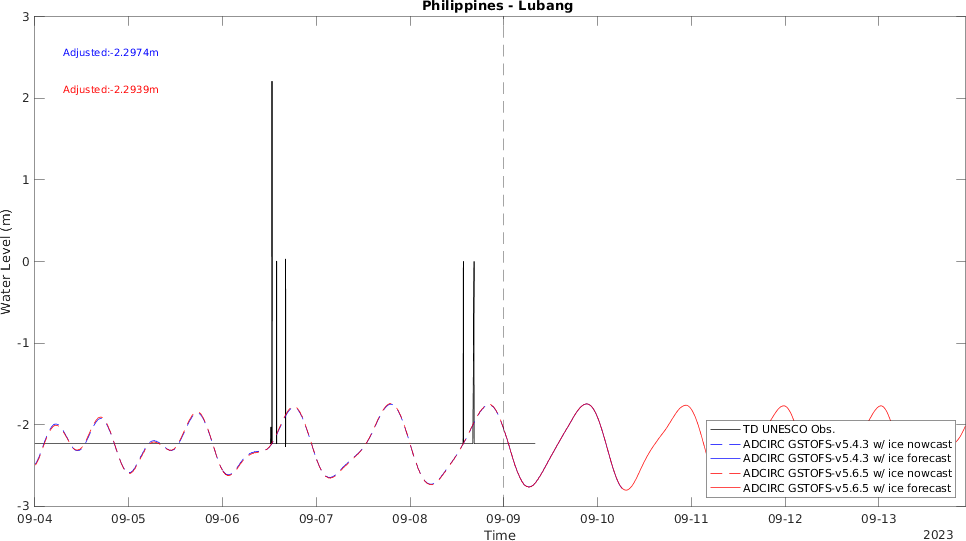 Philippines - Lubang
3
2
1
0
-1
-2
-3
Water Level (m)
Adjusted:-2.2974m
Adjusted:-2.2939m
TD UNESCO Obs.
ADCIRC GSTOFS-v5.4.3 w/ ice nowcast
ADCIRC GSTOFS-v5.4.3 w/ ice forecast
ADCIRC GSTOFS-v5.6.5 w/ ice nowcast
ADCIRC GSTOFS-v5.6.5 w/ ice forecast
09-04 09-05 09-06 09-07 09-08 09-09 09-10 09-11 09-12 09-13
Time
2023